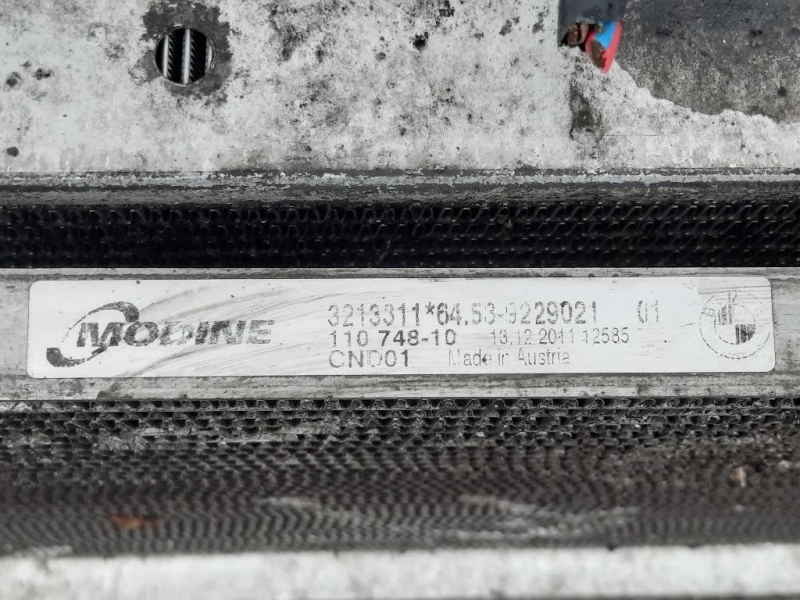 MODINE
3213311*64.53-9229021 01
110 748-10 13.12.2011 12585
CND01 Made in Austria